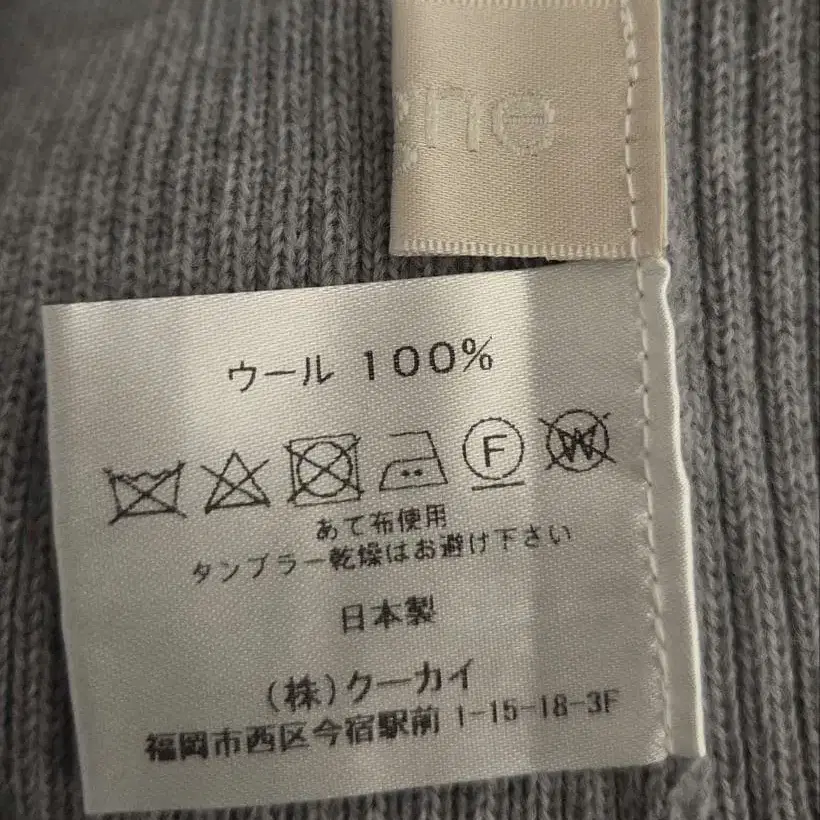 ウール 100%
F W
あて布使用
タンブラー乾燥はお避け下さい
日本製
(株)クーカイ
福岡市西区今宿駅前 1-15-18-3F